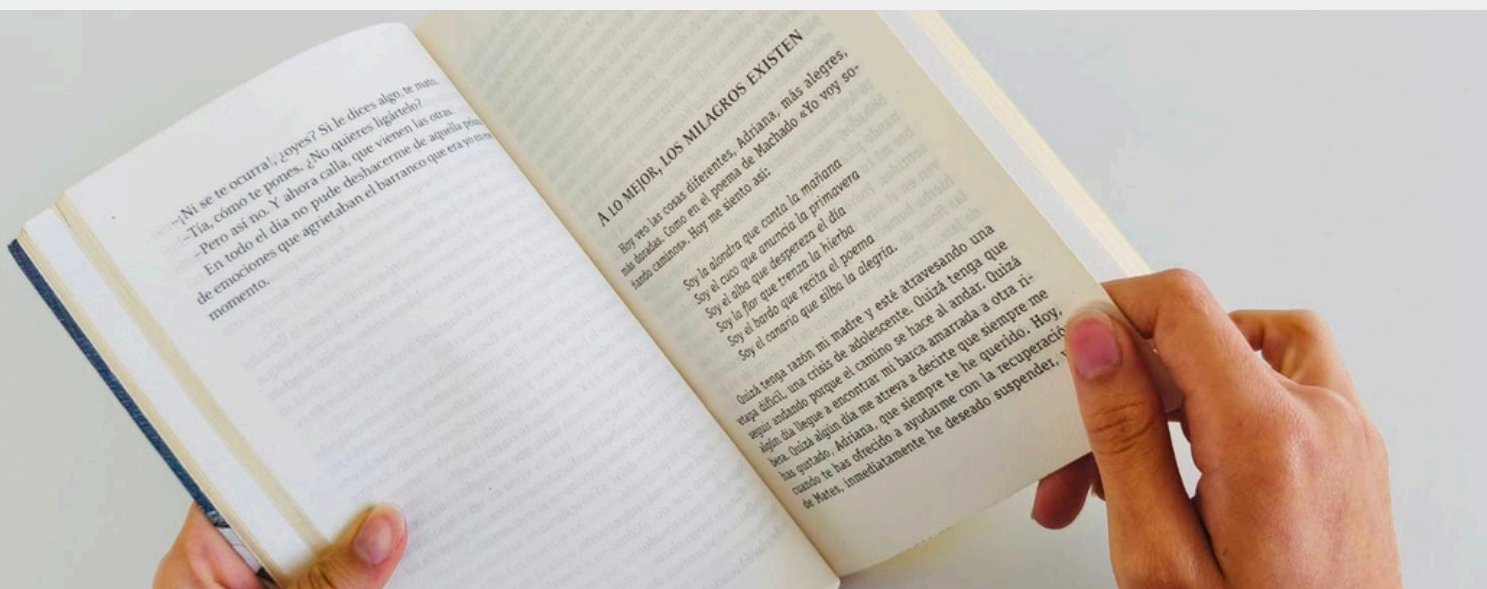 –¡Ni se te ocurra!, ¿oyes? Si le dices algo, te mato.
–Tía, cómo te pones. ¿No quieres ligártelo?
–Pero así no. Y ahora calla, que vienen las otras.
En todo el día no pude deshacerme de aquella
de emociones que agrietaban el barranco que era yo en
momento.
A LO MEJOR, LOS MILAGROS EXISTEN
Hoy veo las cosas diferentes, Adriana, más alegres,
más doradas. Como en el poema de Machado «Yo voy so-
ñando caminos». Hoy me siento así:
Soy la alondra que canta la mañana
Soy el cuco que anuncia la primavera
Soy el alba que despereza el día
Soy la flor que trenza la hierba
Soy el bardo que recita el poema
Soy el canario que silba la alegría.
Quizá tenga razón mi madre y esté atravesando una
etapa difícil, una crisis de adolescente. Quizá tenga que
seguir andando porque el camino se hace al andar. Quizá
algún día llegue a encontrar mi barca amarrada a otra ri-
bera. Quizá algún día me atreva a decirte que siempre me
has gustado, Adriana, que siempre te he querido. Hoy,
cuando te has ofrecido a ayudarme con la recuperació
de Mates, inmediatamente he deseado suspender, y